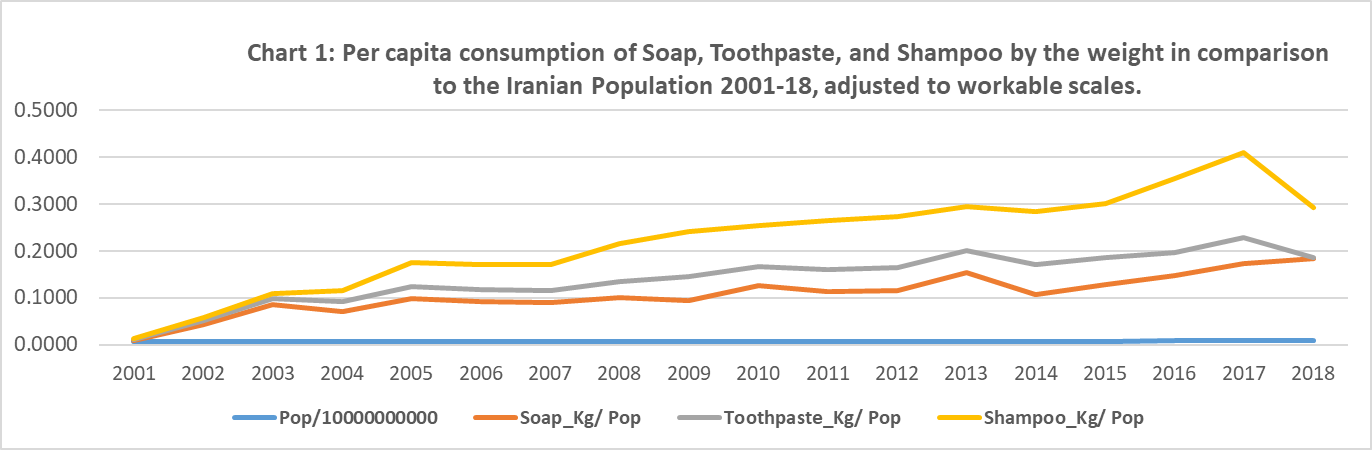 Chart 1: Per capita consumption of Soap, Toothpaste, and Shampoo by the weight in comparison
to the Iranian Population 2001-18, adjusted to workable scales.
0.5000
0.4000
0.3000
0.2000
0.1000
0.0000
2001 2002 2003 2004 2005 2006 2007 2008 2009 2010 2011 2012 2013 2014 2015 2016 2017 2018
Pop/10000000000 Soap_Kg/ Pop Toothpaste_Kg/ Pop Shampoo_Kg/ Pop